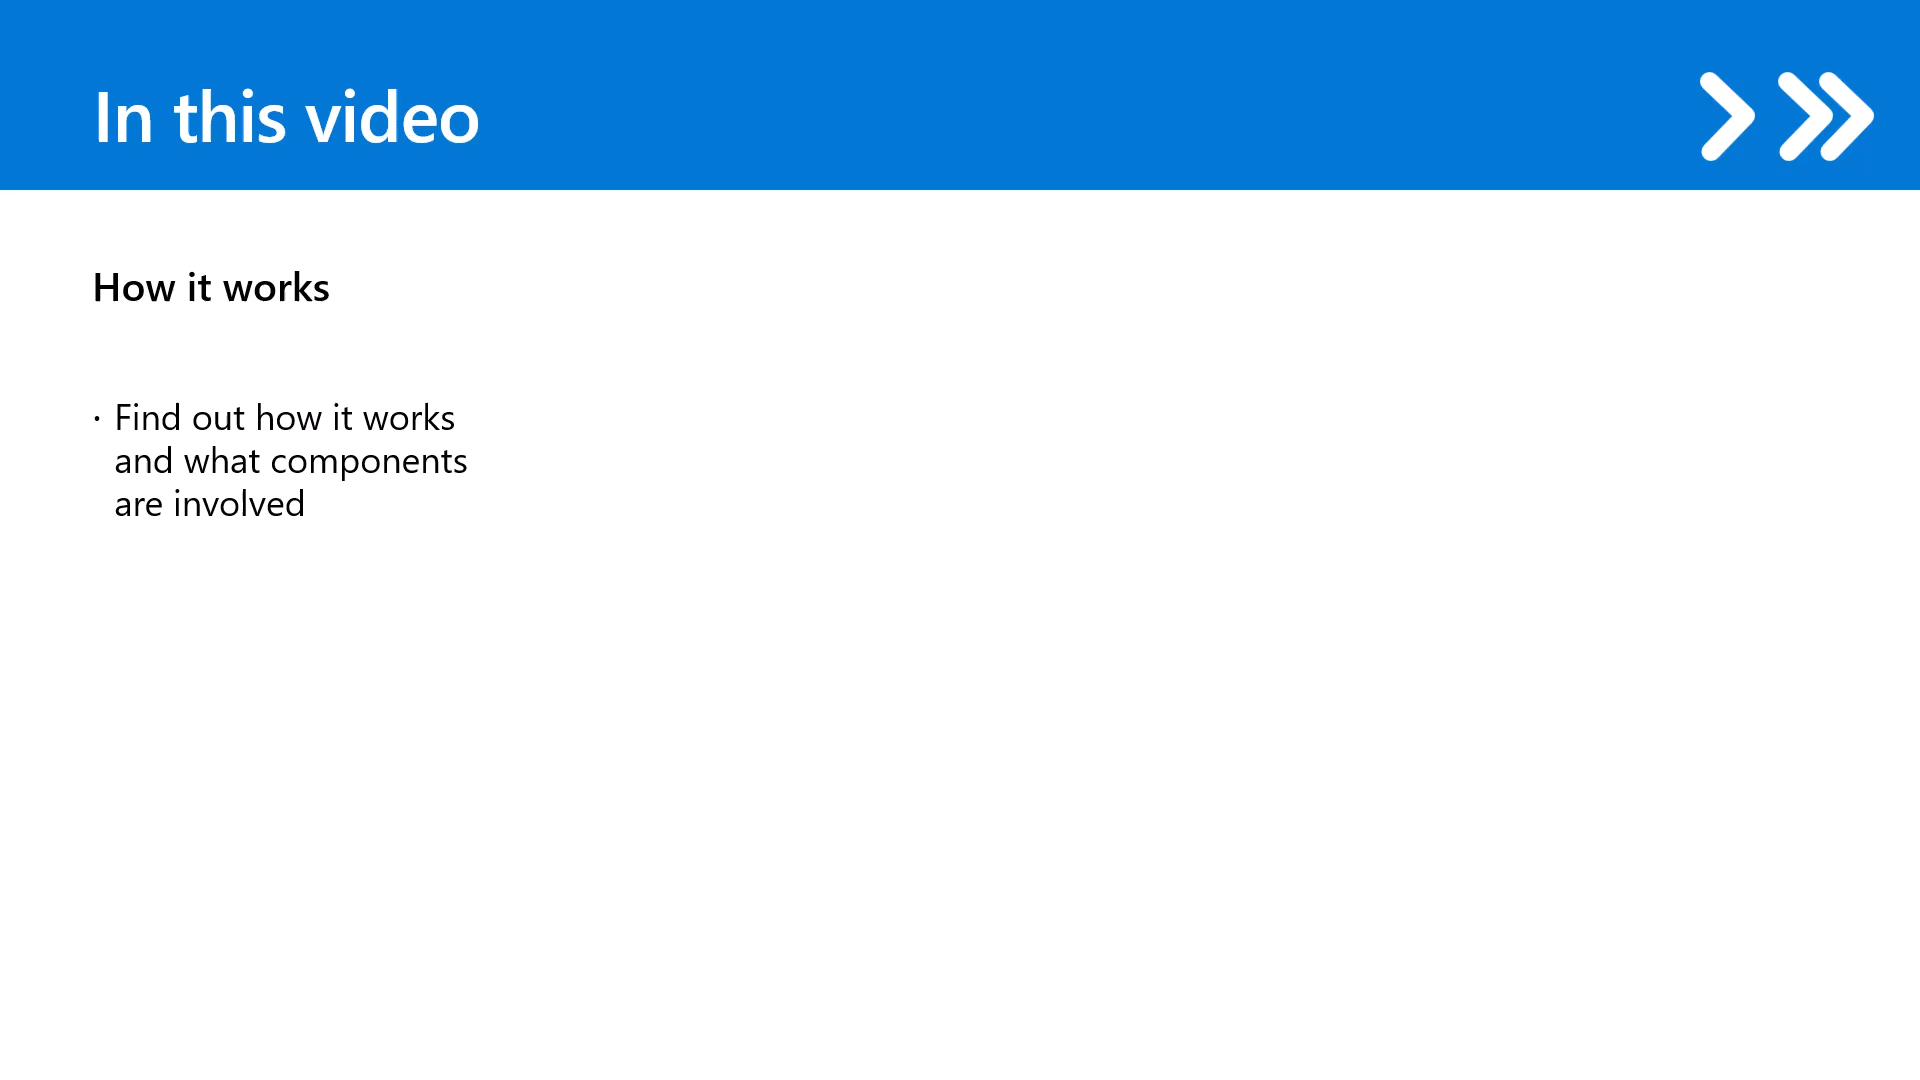 In this video
How it works
· Find out how it works
and what components
are involved